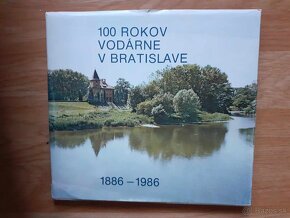 100 ROKOV
VODÁRNE
V BRATISLAVE
1886 – 1986